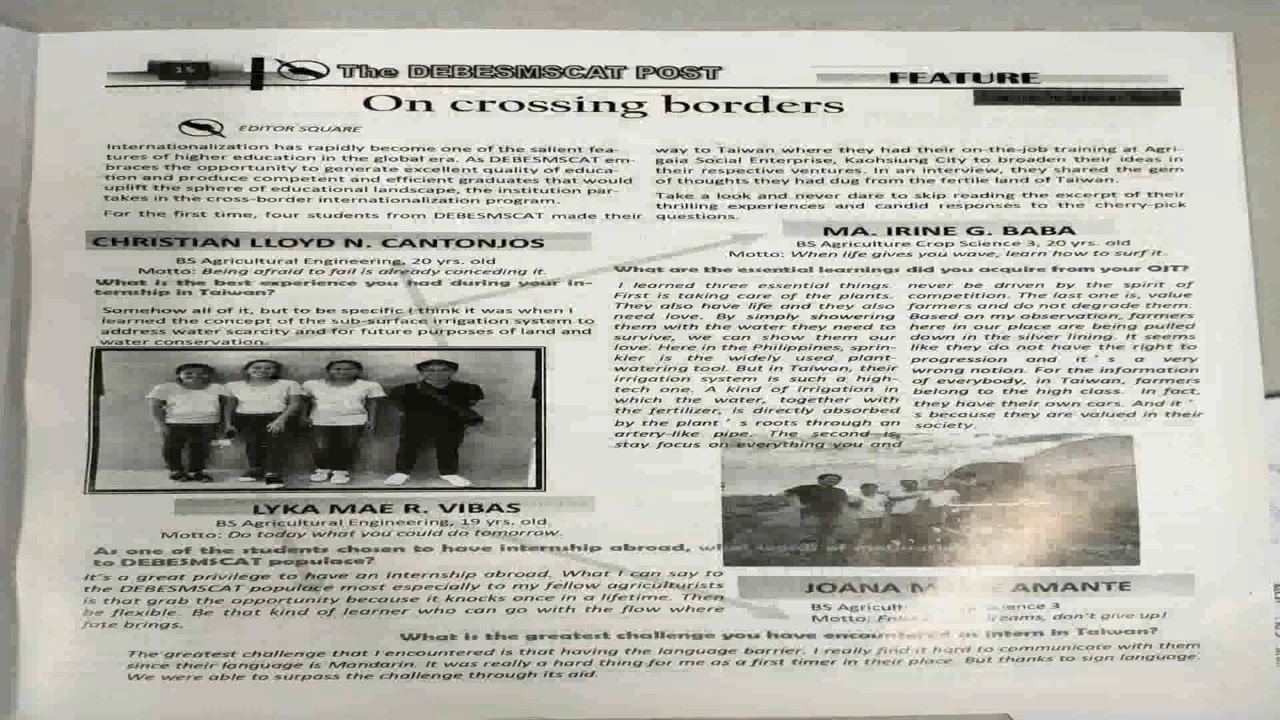 15
The DEBESMSCAT POST
FEATURE
On crossing borders
EDITOR SQUARE
Internationalization has rapidly become one of the salient fea-
tures of higher education in the global era. As DEBESMSCAT em-
braces the opportunity to generate excellent quality of educa-
tion and produce competent and efficient graduates that would
uplift the sphere of educational landscape, the institution par-
takes in the cross-border internationalization program.
For the first time, four students from DEBESMSCAT made their
way to Taiwan where they had their on-the-job training at Agri-
gaia Social Enterprise, Kaohsiung City to broaden their ideas in
their respective ventures. In an interview, they shared the gem
of thoughts they had dug from the fertile land of Taiwan.
Take a look and never dare to skip reading the excerpt of their
thrilling experiences and candid responses to the cherry-pick
questions.
CHRISTIAN LLOYD N. CANTONJOS
BS Agricultural Engineering, 20 yrs. old
Motto: Being afraid to fail is already conceding it.
What is the best experience you had during your in-
ternship in Taiwan?
Somehow all of it, but to be specific I think it was when I
learned the concept of the sub-surface irrigation system to
address water scarcity and for future purposes of land and
water conservation.
MA. IRINE G. BABA
BS Agriculture Crop Science 3, 20 yrs. old
Motto: When life gives you wave, learn how to surf it.
What are the essential learnings did you acquire from your OJT?
I learned three essential things.
First is taking care of the plants.
They also have life and they also
need love. By simply showering
them with the water they need to
survive, we can show them our
love. Here in the Philippines, sprin-
kler is the widely used plant-
watering tool. But in Taiwan, their
irrigation system is such a high-
tech one. A kind of irrigation in
which the water, together with
the fertilizer, is directly absorbed
by the plant ' s roots through an
artery-like pipe. The second is,
stay focus on everything you and
never be driven by the spirit of
competition. The last one is, value
farmers and do not degrade them.
Based on my observation, farmers
here in our place are being pulled
down in the silver lining. It seems
like they do not have the right to
progression and it ' s a very
wrong notion. For the information
of everybody, in Taiwan, farmers
belong to the high class. In fact,
they have their own cars. And it '
s because they are valued in their
society.
LYKA MAE R. VIBAS
BS Agricultural Engineering, 19 yrs. old
Motto: Do today what you could do tomorrow.
As one of the students chosen to have internship abroad,
to DEBESMSCAT populace?
It's a great privilege to have an internship abroad. What I can say to
the DEBESMSCAT populace most especially to my fellow agriculturists
is that grab the opportunity because it knocks once in a lifetime. Then
be flexible. Be that kind of learner who can go with the flow where
fate brings.
JOANA AMANTE
BS 3
Motto: don't give up!
What is the greatest challenge you have encountered as intern in Taiwan?
The greatest challenge that I encountered is that having the language barrier. I really find it hard to communicate with them
since their language is Mandarin. It was really a hard thing for me as a first timer in their place. But thanks to sign language.
We were able to surpass the challenge through its aid.